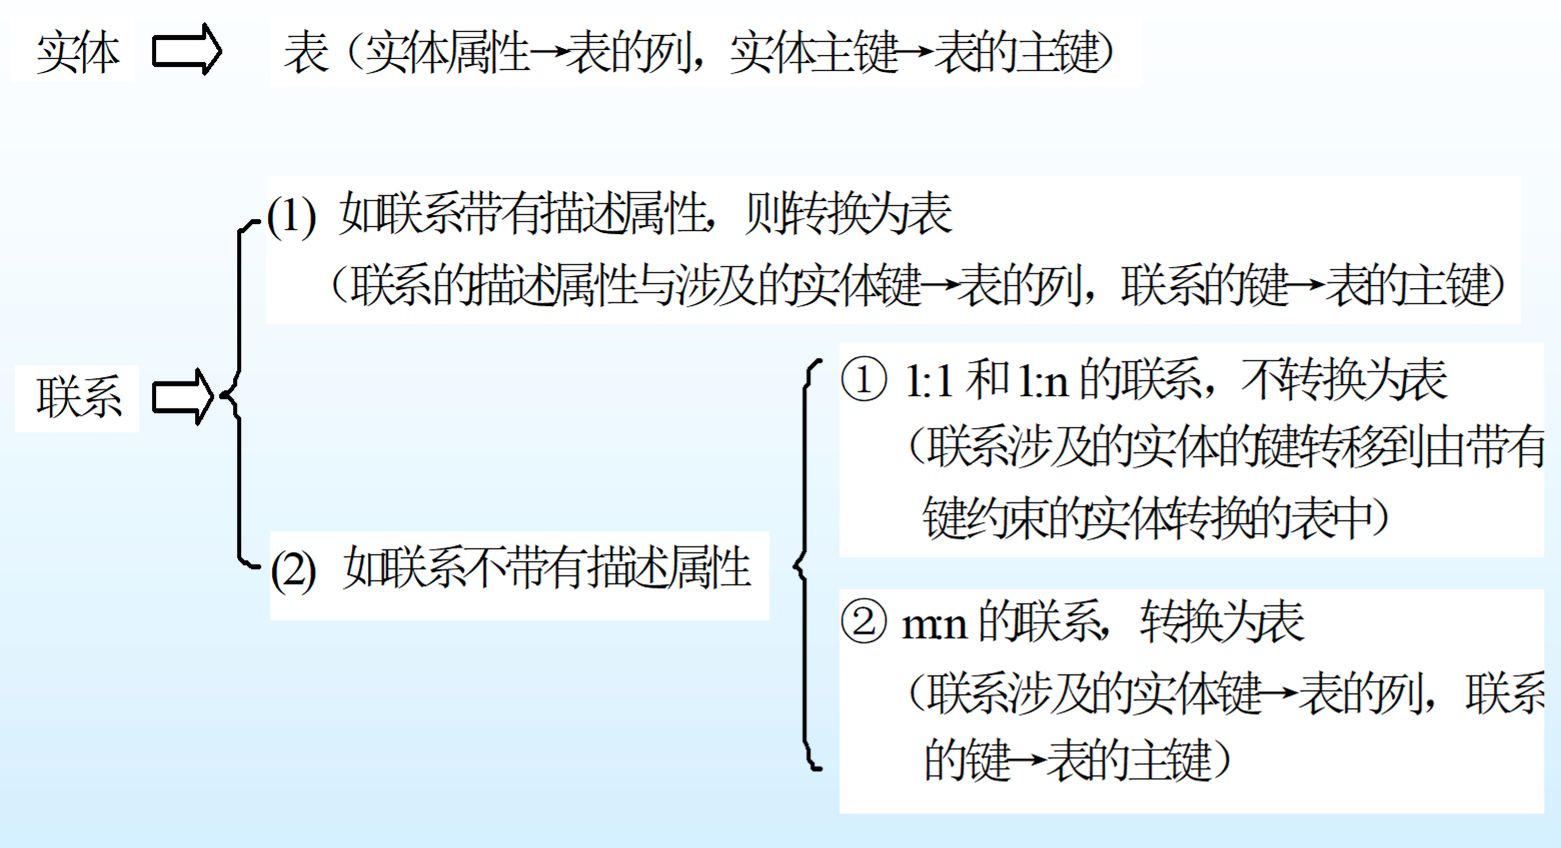 实体
表（实体属性→表的列，实体主键→表的主键）
(1) 如联系带有描述属性，则转换为表
（联系的描述属性与涉及的实体键→表的列，联系的键→表的主键）
联系
① 1:1 和 1:n 的联系，不转换为表
（联系涉及的实体的键转移到由带有
键约束的实体转换的表中）
(2) 如联系不带有描述属性
② m:n 的联系，转换为表
（联系涉及的实体键→表的列，联系
的键→表的主键）